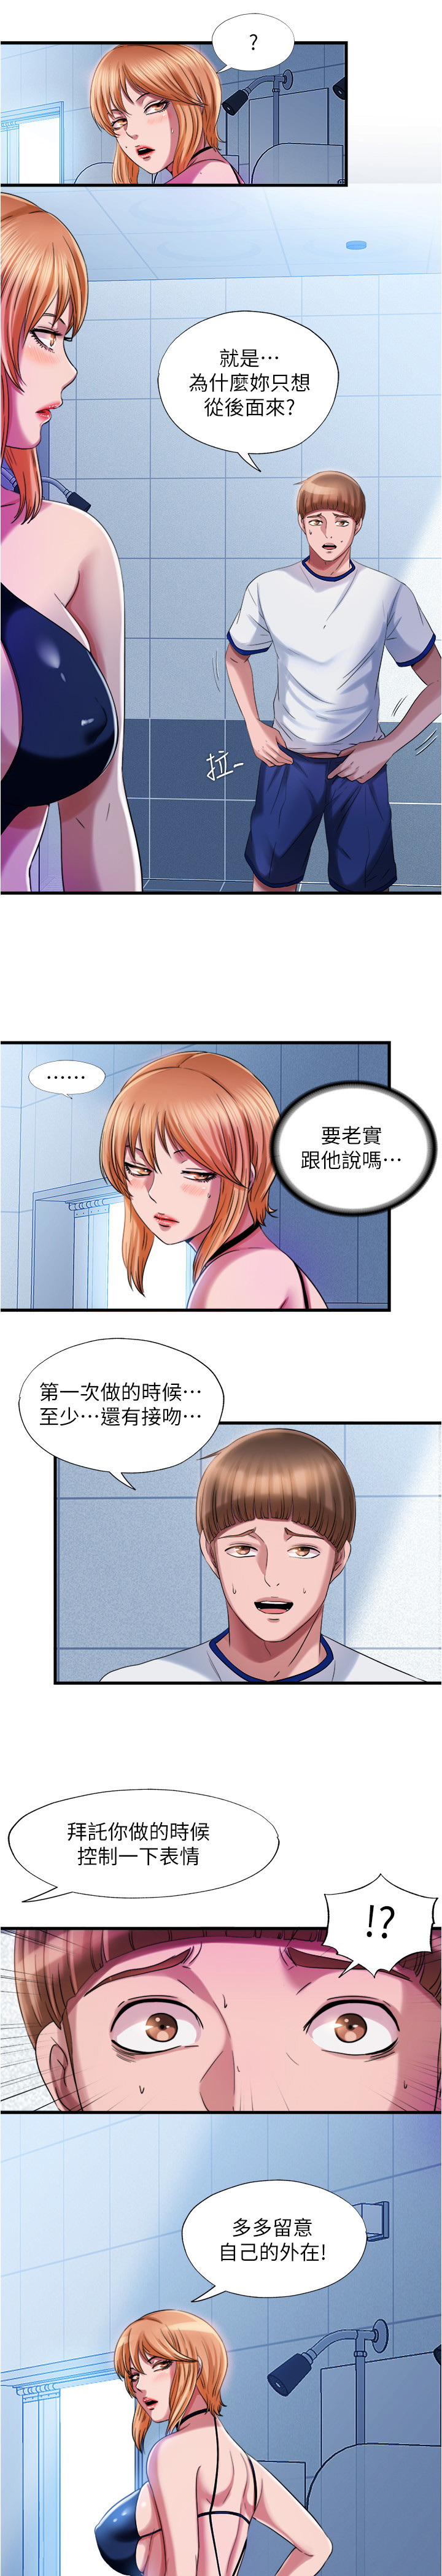 ?
就是…
為什麼妳只想
從後面來?
拉
……
要老實
跟他說嗎…
第一次做的時候…
至少…還有接吻…
拜託你做的時候
控制一下表情
!?
多多留意
自己的外在!